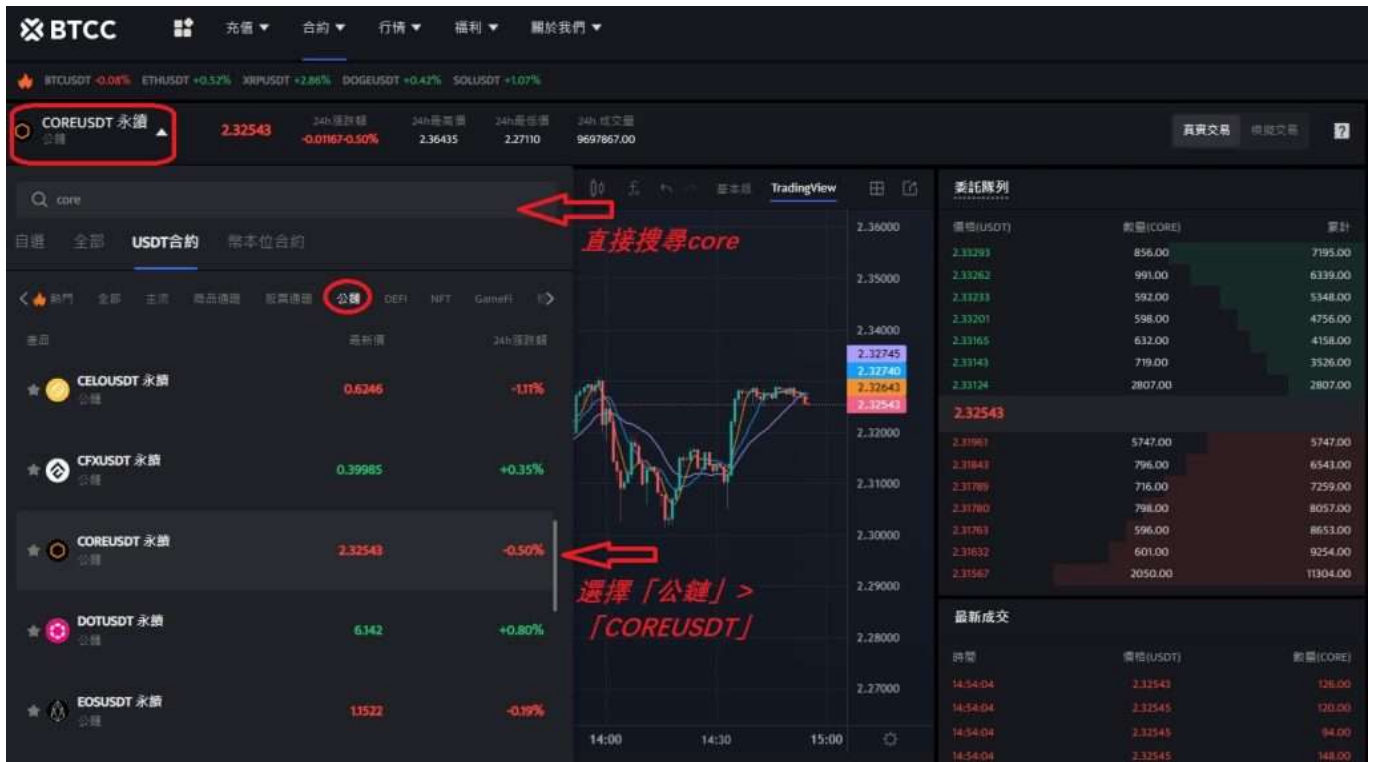 BTCC
充值 ▼ 合約 ▼ 行情 ▼ 福利 ▼ 關於我們 ▼
BTCUSDT -0.08% ETHUSDT +0.52% XRPUSDT +2.86% DOGEUSDT +0.42% SOLUSDT +1.07%
COREUSDT 永續
公鏈
2.32543
24h漲跌額
-0.01167-0.50%
24h最高價
2.36435
24h最低價
2.27110
24h 成交量
9697867.00
真實交易 模擬交易 ?
core
自選 全部 USDT合約 幣本位合約
熱門 全部 主流 商品通證 股票通證 公鏈 DEFI NFT GameFi
產品 最新價 24h漲跌額
CELOUSDT 永續 0.6246 -1.11%
公鏈
CFXUSDT 永續 0.39985 +0.35%
公鏈
COREUSDT 永續 2.32543 -0.50%
公鏈
DOTUSDT 永續 6.142 +0.80%
公鏈
EOSUSDT 永續 1.1522 -0.19%
公鏈
基本版 TradingView
直接搜尋core
選擇「公鏈」>
「COREUSDT」
2.36000
2.35000
2.34000
2.32745
2.32740
2.32643
2.32543
2.32000
2.31000
2.30000
2.29000
2.28000
2.27000
14:00 14:30 15:00
委託隊列
價格(USDT) 數量(CORE) 累計
2.33293 856.00 7195.00
2.33262 991.00 6339.00
2.33233 592.00 5348.00
2.33201 598.00 4756.00
2.33165 632.00 4158.00
2.33143 719.00 3526.00
2.33124 2807.00 2807.00
2.32543
2.31961 5747.00 5747.00
2.31843 796.00 6543.00
2.31789 716.00 7259.00
2.31780 798.00 8057.00
2.31763 596.00 8653.00
2.31632 601.00 9254.00
2.31567 2050.00 11304.00
最新成交
時間 價格(USDT) 數量(CORE)
14:54:04 2.32543 126.00
14:54:04 2.32545 120.00
14:54:04 2.32545 94.00
14:54:04 2.32545 148.00